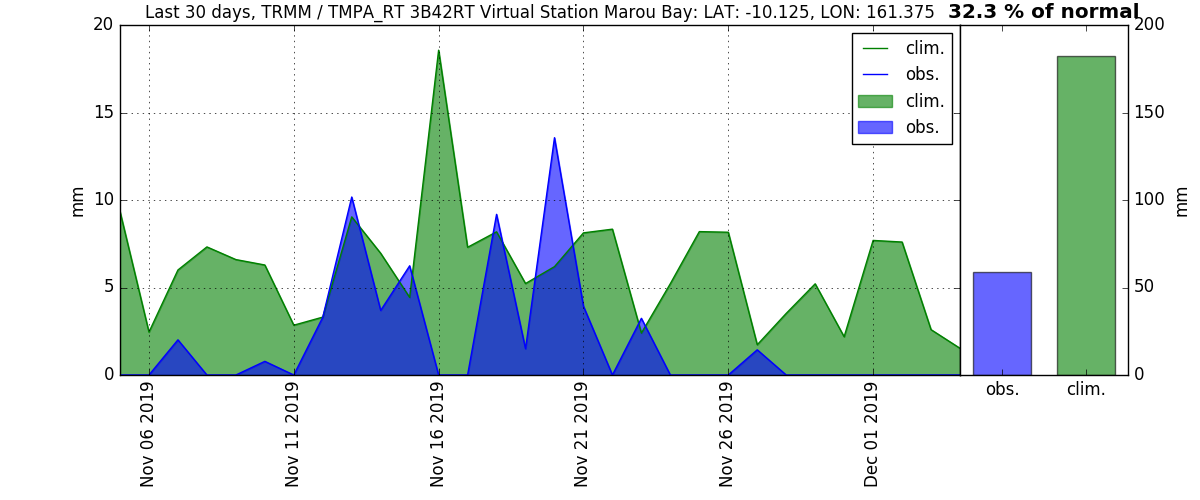 Last 30 days, TRMM / TMPA_RT 3B42RT Virtual Station Marou Bay: LAT: -10.125, LON: 161.375 32.3 % of normal
20
15
10
5
0
mm
clim.
obs.
clim.
obs.
200
150
100
50
0
mm
Nov 06 2019
Nov 11 2019
Nov 16 2019
Nov 21 2019
Nov 26 2019
Dec 01 2019
obs.
clim.